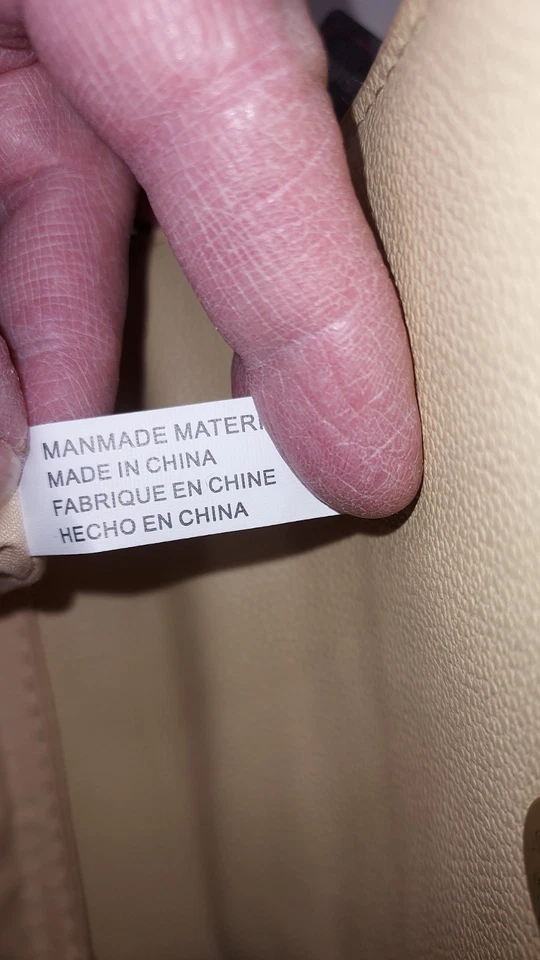 MANMADE MATERI
MADE IN CHINA
FABRIQUE EN CHINE
HECHO EN CHINA